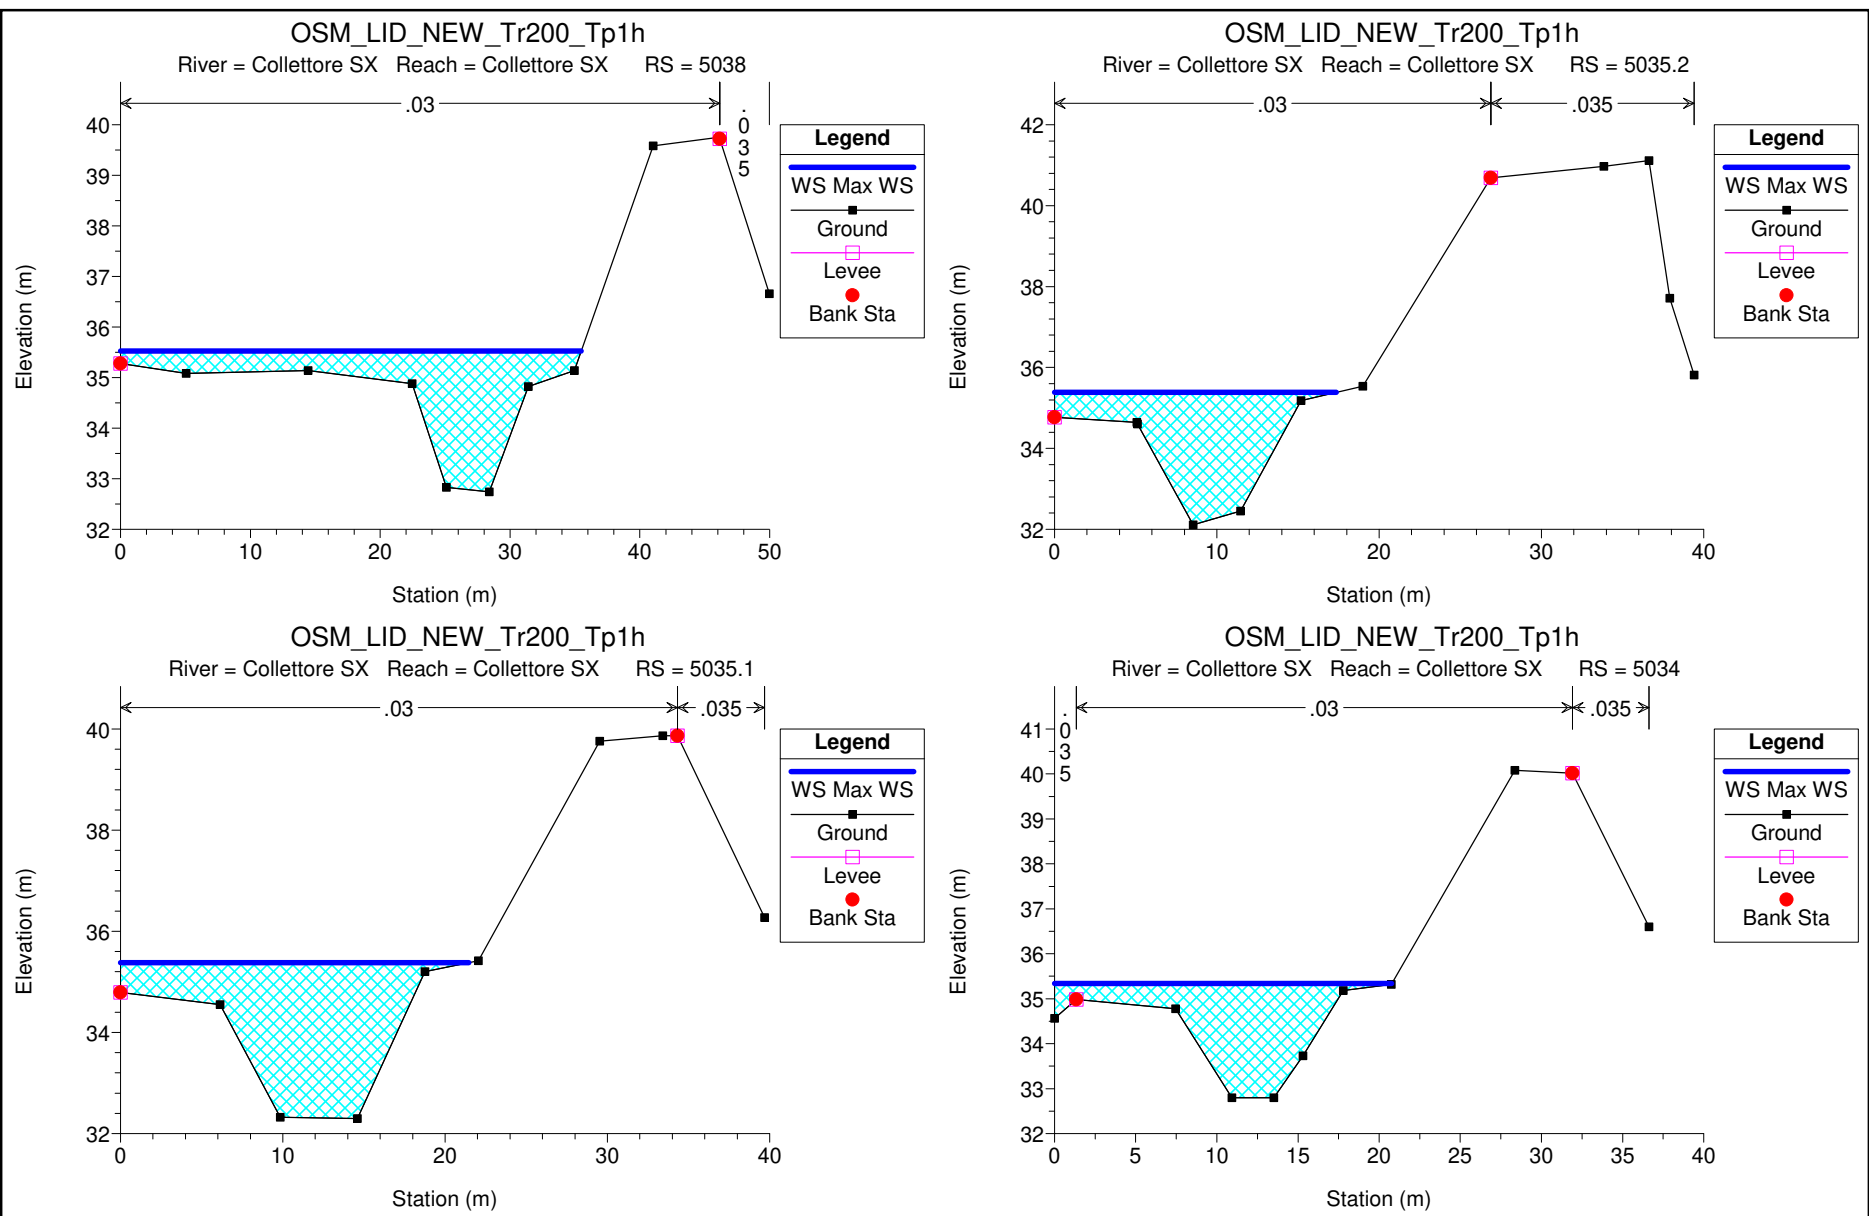 OSM_LID_NEW_Tr200_Tp1h
River = Collettore SX Reach = Collettore SX RS = 5038
.03
.035
40
39
38
37
36
35
34
33
32
Elevation (m)
0 10 20 30 40 50
Station (m)
Legend
WS Max WS
Ground
Levee
Bank Sta
OSM_LID_NEW_Tr200_Tp1h
River = Collettore SX Reach = Collettore SX RS = 5035.2
.03
.035
42
40
38
36
34
32
Elevation (m)
0 10 20 30 40
Station (m)
Legend
WS Max WS
Ground
Levee
Bank Sta
OSM_LID_NEW_Tr200_Tp1h
River = Collettore SX Reach = Collettore SX RS = 5035.1
.03
.035
40
38
36
34
32
Elevation (m)
0 10 20 30 40
Station (m)
Legend
WS Max WS
Ground
Levee
Bank Sta
OSM_LID_NEW_Tr200_Tp1h
River = Collettore SX Reach = Collettore SX RS = 5034
.035
.03
.035
41
40
39
38
37
36
35
34
33
32
Elevation (m)
0 5 10 15 20 25 30 35 40
Station (m)
Legend
WS Max WS
Ground
Levee
Bank Sta